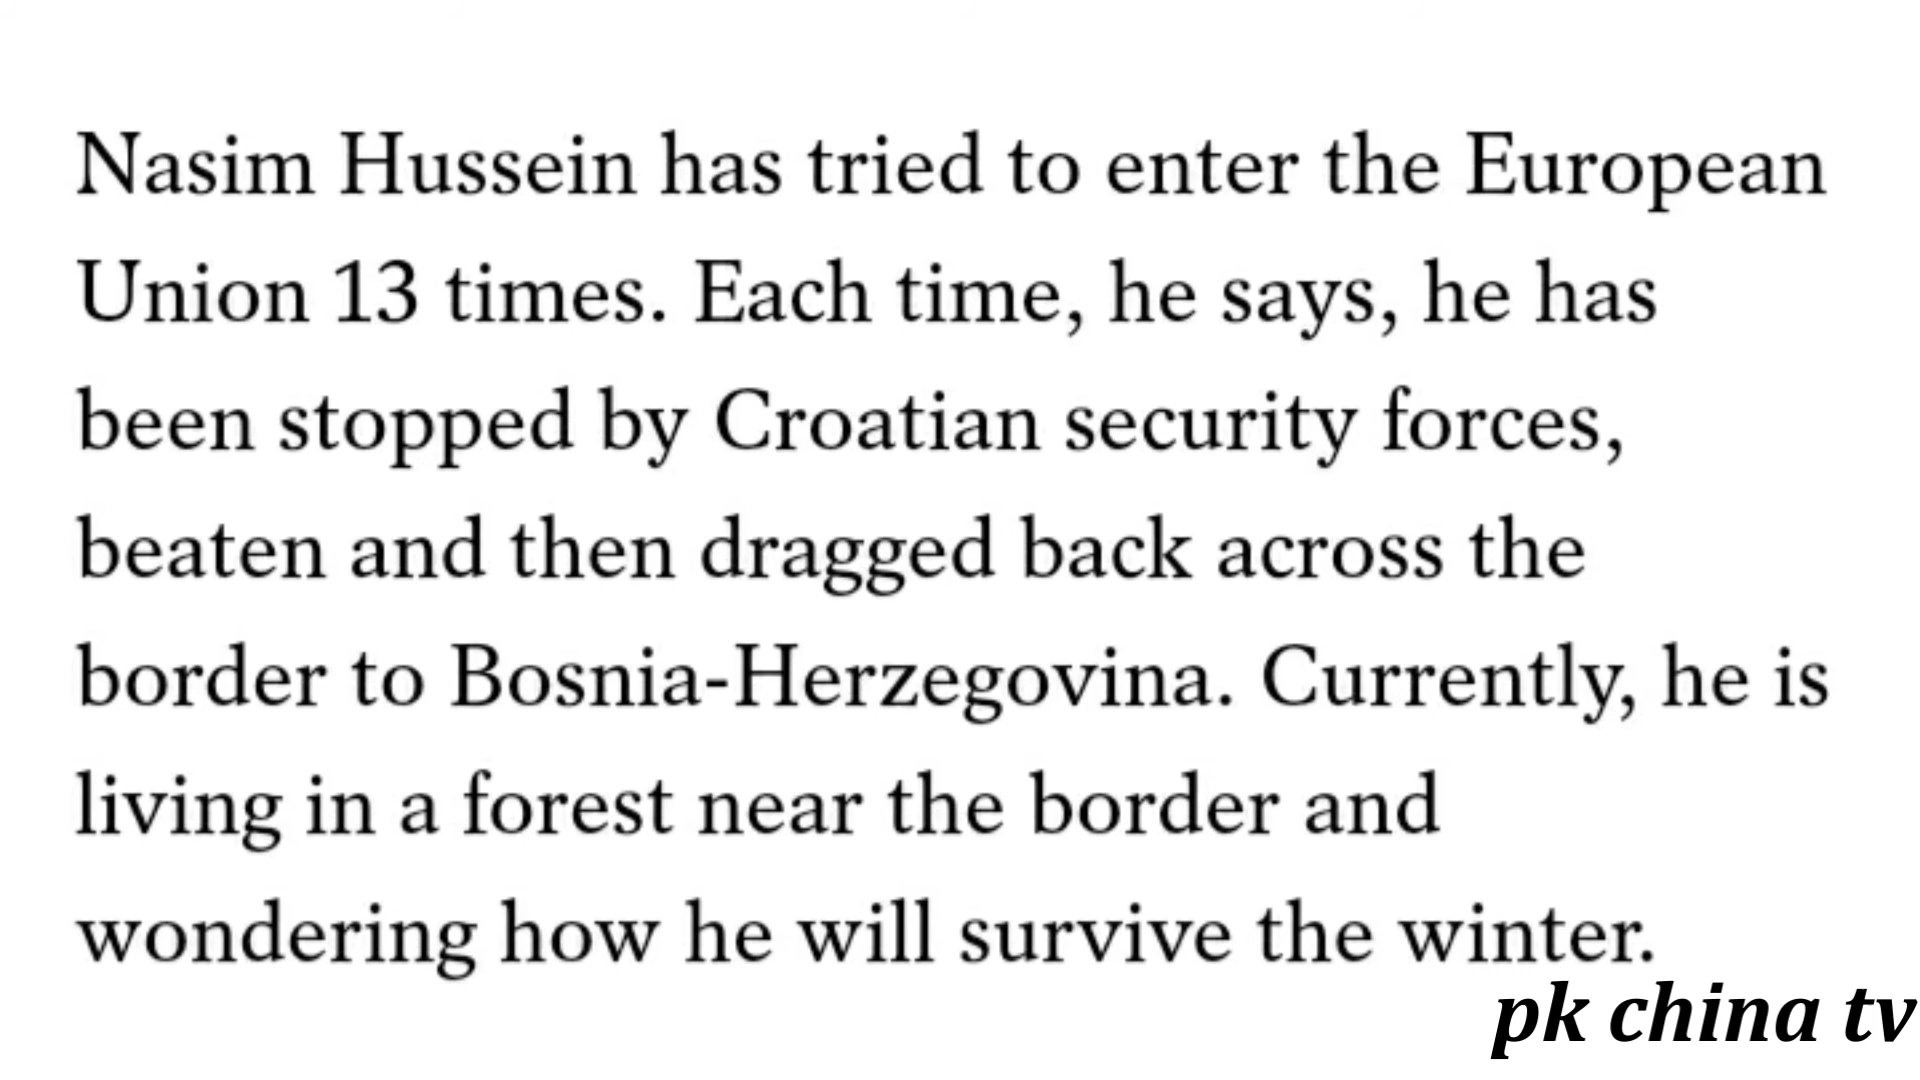 Nasim Hussein has tried to enter the European
Union 13 times. Each time, he says, he has
been stopped by Croatian security forces,
beaten and then dragged back across the
border to Bosnia-Herzegovina. Currently, he is
living in a forest near the border and
wondering how he will survive the winter.
pk china tv